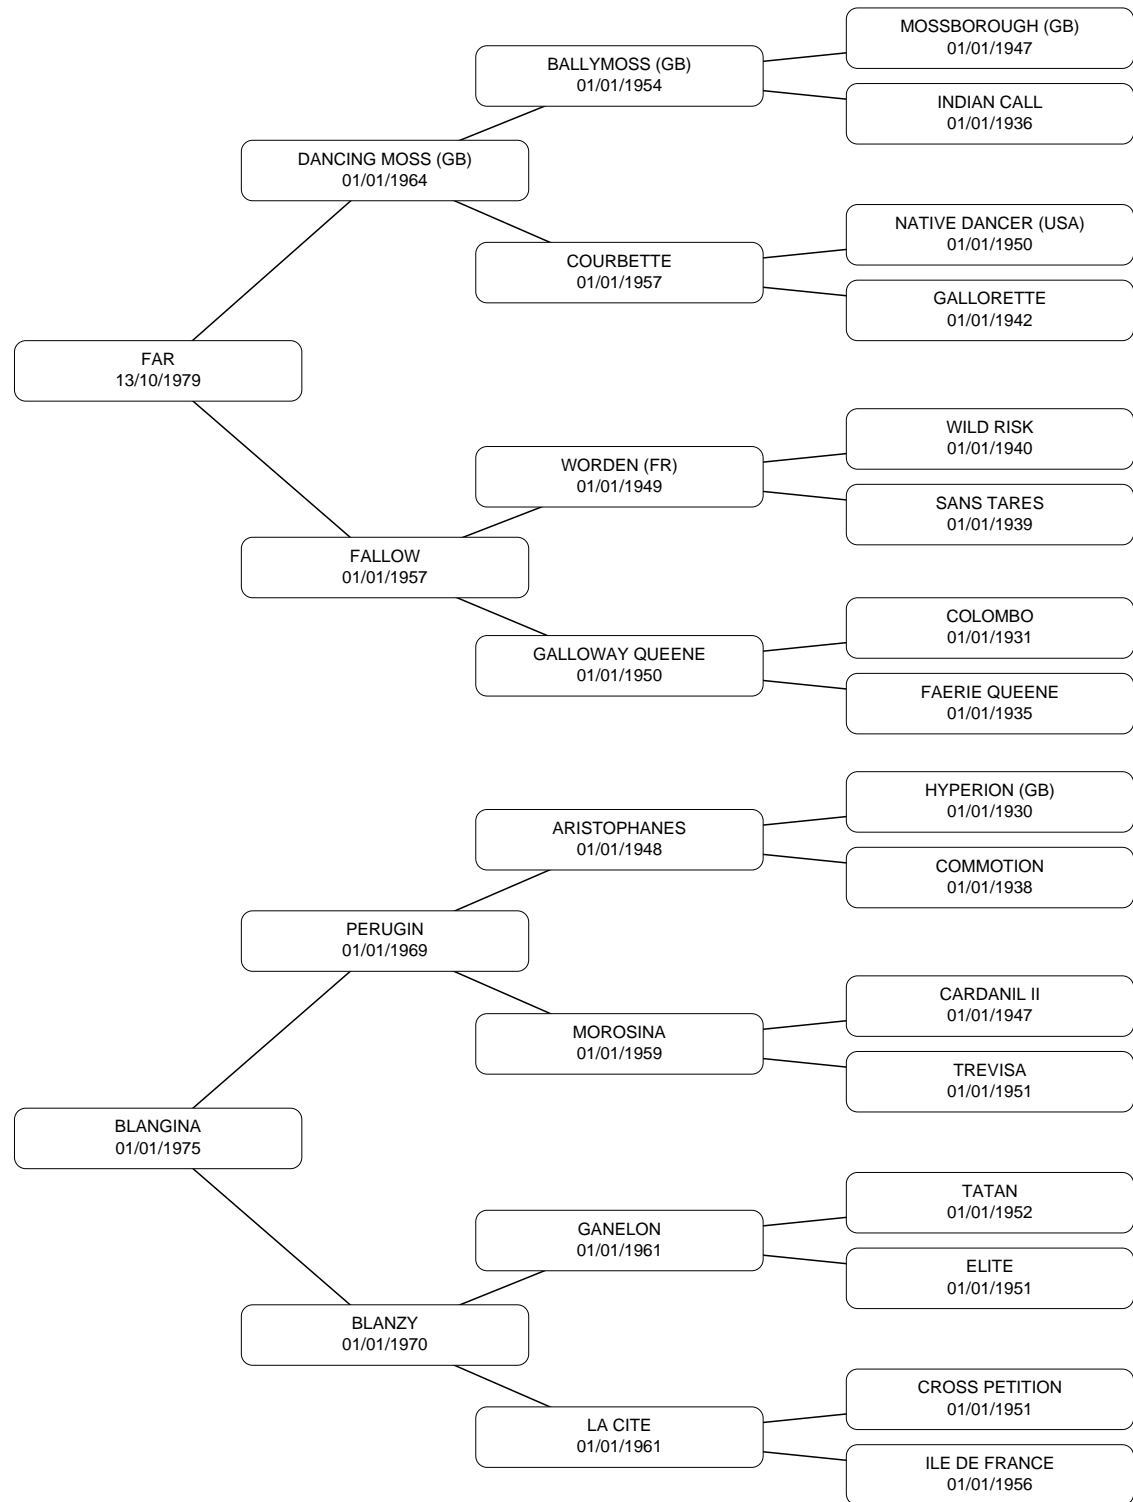 MOSSBOROUGH (GB)
01/01/1947
BALLYMOSS (GB)
01/01/1954
INDIAN CALL
01/01/1936
DANCING MOSS (GB)
01/01/1964
NATIVE DANCER (USA)
01/01/1950
COURBETTE
01/01/1957
GALLORETTE
01/01/1942
FAR
13/10/1979
WILD RISK
01/01/1940
WORDEN (FR)
01/01/1949
SANS TARES
01/01/1939
FALLOW
01/01/1957
COLOMBO
01/01/1931
GALLOWAY QUEENE
01/01/1950
FAERIE QUEENE
01/01/1935
HYPERION (GB)
01/01/1930
ARISTOPHANES
01/01/1948
COMMOTION
01/01/1938
PERUGIN
01/01/1969
CARDANIL II
01/01/1947
MOROSINA
01/01/1959
TREVISA
01/01/1951
BLANGINA
01/01/1975
TATAN
01/01/1952
GANELON
01/01/1961
ELITE
01/01/1951
BLANZY
01/01/1970
CROSS PETITION
01/01/1951
LA CITE
01/01/1961
ILE DE FRANCE
01/01/1956